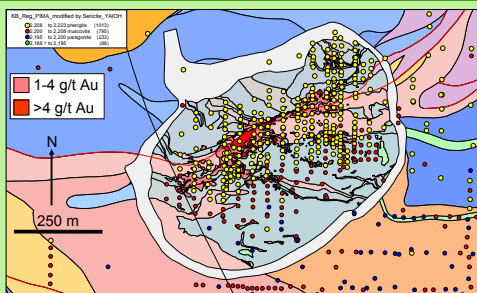 KB_Reg_PIMA_modified by Sericite_YAIOH
2,208 to 2,223 phengite (1013)
2,200 to 2,208 muscovite (795)
2,195 to 2,200 paragonite (233)
2,188.1 to 2,195 (88)
1-4 g/t Au
>4 g/t Au
N
250 m